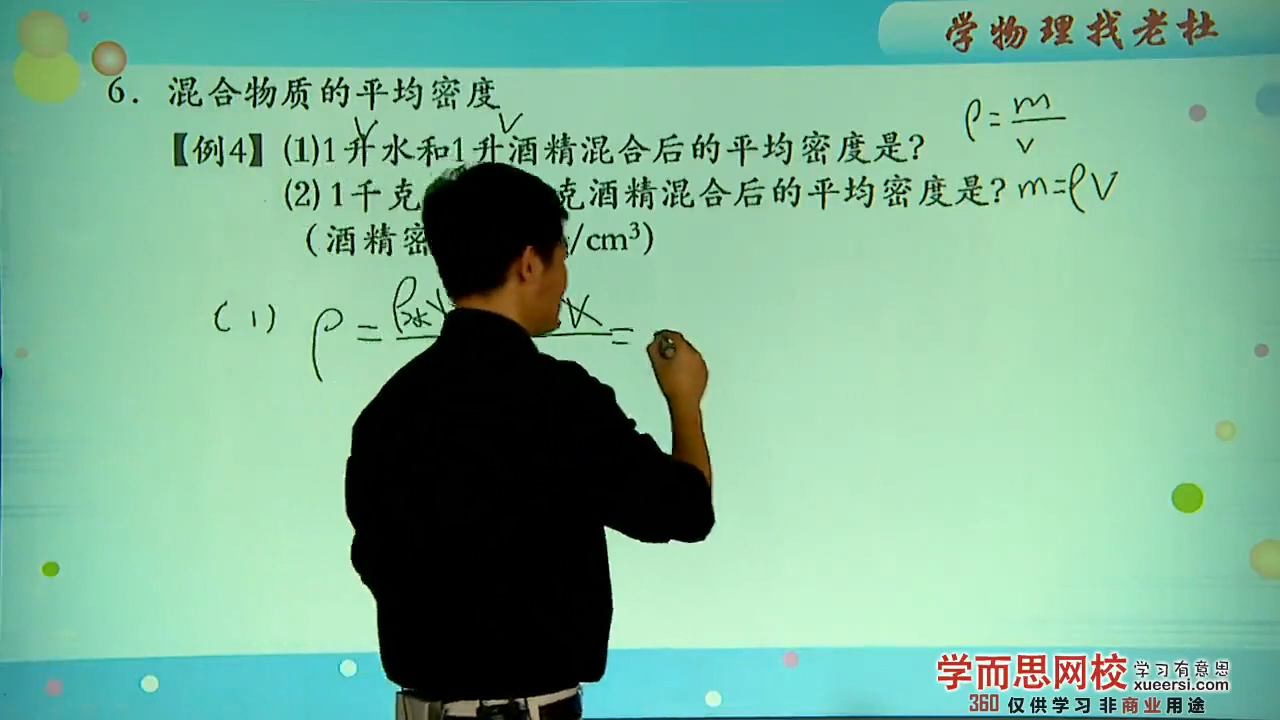 学物理找老杜
6. 混合物质的平均密度
ρ=m/v
V V
【例4】(1)1升水和1升酒精混合后的平均密度是?
(2)1千克 克酒精混合后的平均密度是? m=ρV
(酒精密 /cm³)
(1) ρ=ρ水V V =
学而思网校 学习有意思
xueersi.com
360 仅供学习 非商业用途